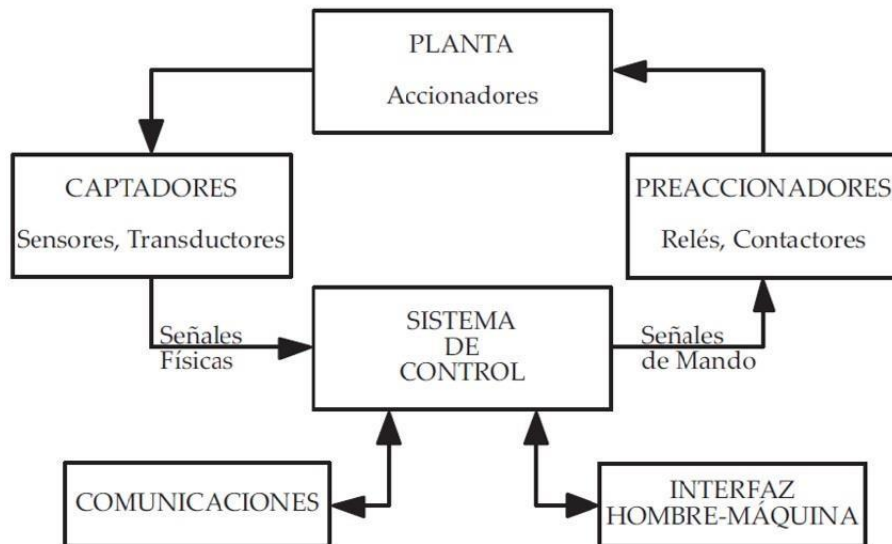 PLANTA
Accionadores
CAPTADORES
Sensores, Transductores
PREACCIONADORES
Relés, Contactores
Señales
Físicas
SISTEMA
DE
CONTROL
Señales
de Mando
COMUNICACIONES
INTERFAZ
HOMBRE-MÁQUINA